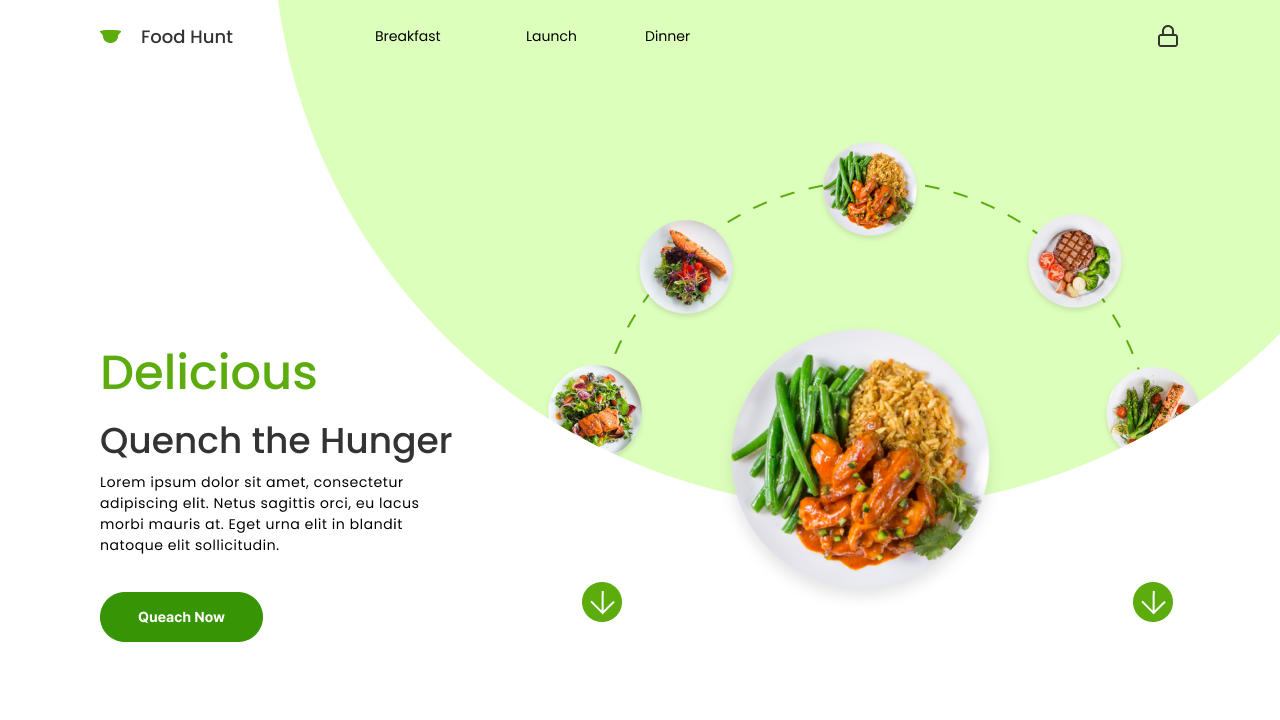 Food Hunt
Breakfast
Launch
Dinner
Delicious
Quench the Hunger
Lorem ipsum dolor sit amet, consectetur
adipiscing elit. Netus sagittis orci, eu lacus
morbi mauris at. Eget urna elit in blandit
natoque elit sollicitudin.
Queach Now